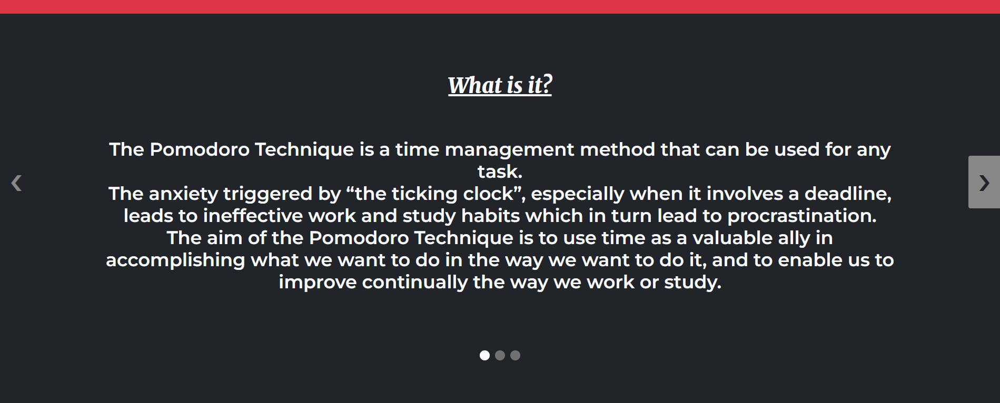 What is it?
The Pomodoro Technique is a time management method that can be used for any
task.
The anxiety triggered by “the ticking clock”, especially when it involves a deadline,
leads to ineffective work and study habits which in turn lead to procrastination.
The aim of the Pomodoro Technique is to use time as a valuable ally in
accomplishing what we want to do in the way we want to do it, and to enable us to
improve continually the way we work or study.